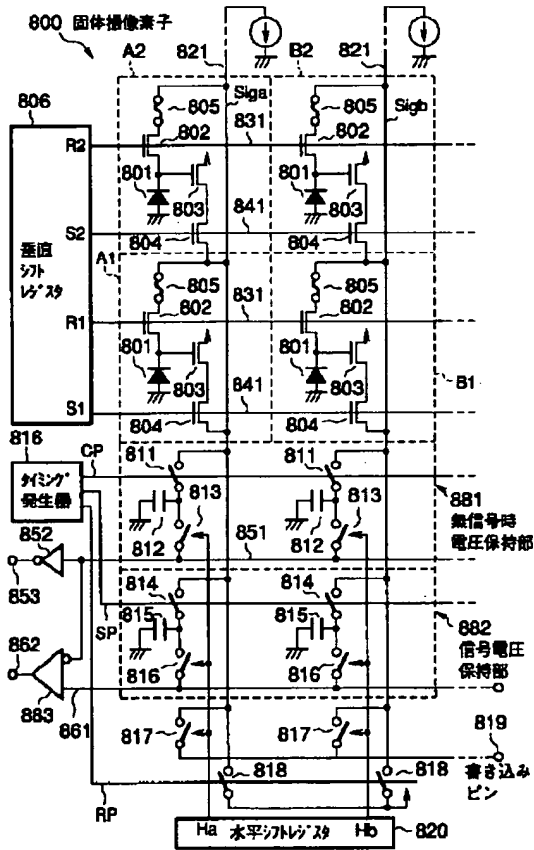 800 固体撮像素子
A2
821
B2
821
Siga
Sigb
806
805
805
R2
802
831
802
801
801
803
803
S2
841
804
804
垂直
シフト
レジスタ
A1
805
805
R1
802
831
802
801
801
803
803
B1
S1
841
804
804
816
CP
811
811
タイミング
発生器
813
813
881
無信号時
電圧保持部
852
812
851
812
853
814
814
SP
815
815
882
信号電圧
保持部
862
816
816
883
861
817
817
819
818
818
書き込み
ピン
RP
Ha 水平シフトレジスタ Hb
820